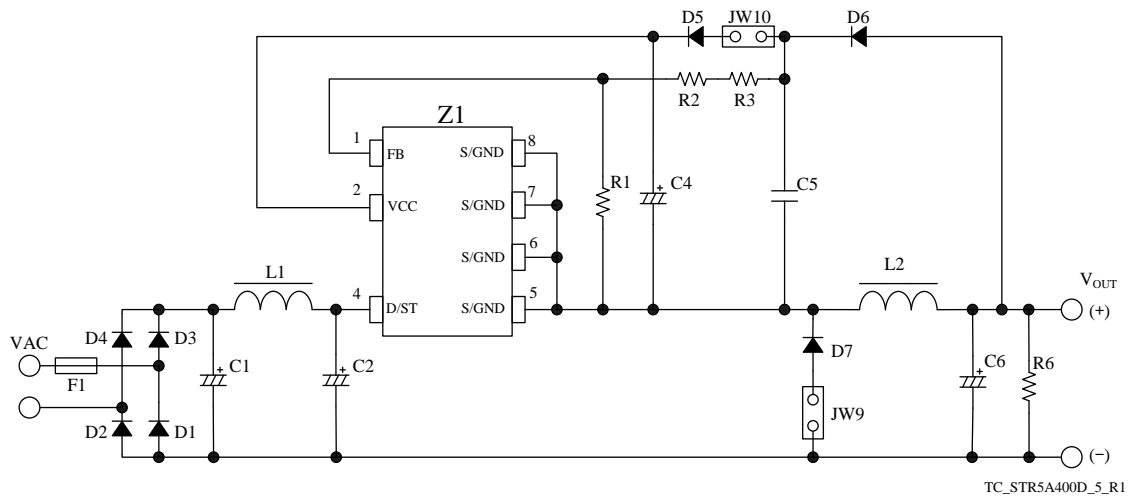 D5 JW10 D6
R2 R3
Z1
1 FB S/GND 8
2 VCC S/GND 7
S/GND 6
4 D/ST S/GND 5
R1 C4 + C5
L1 L2
VOUT
(+)
D4 D3
VAC
F1
C1 + C2 +
D7
C6 + R6
JW9
D2 D1
(−)
TC_STR5A400D_5_R1